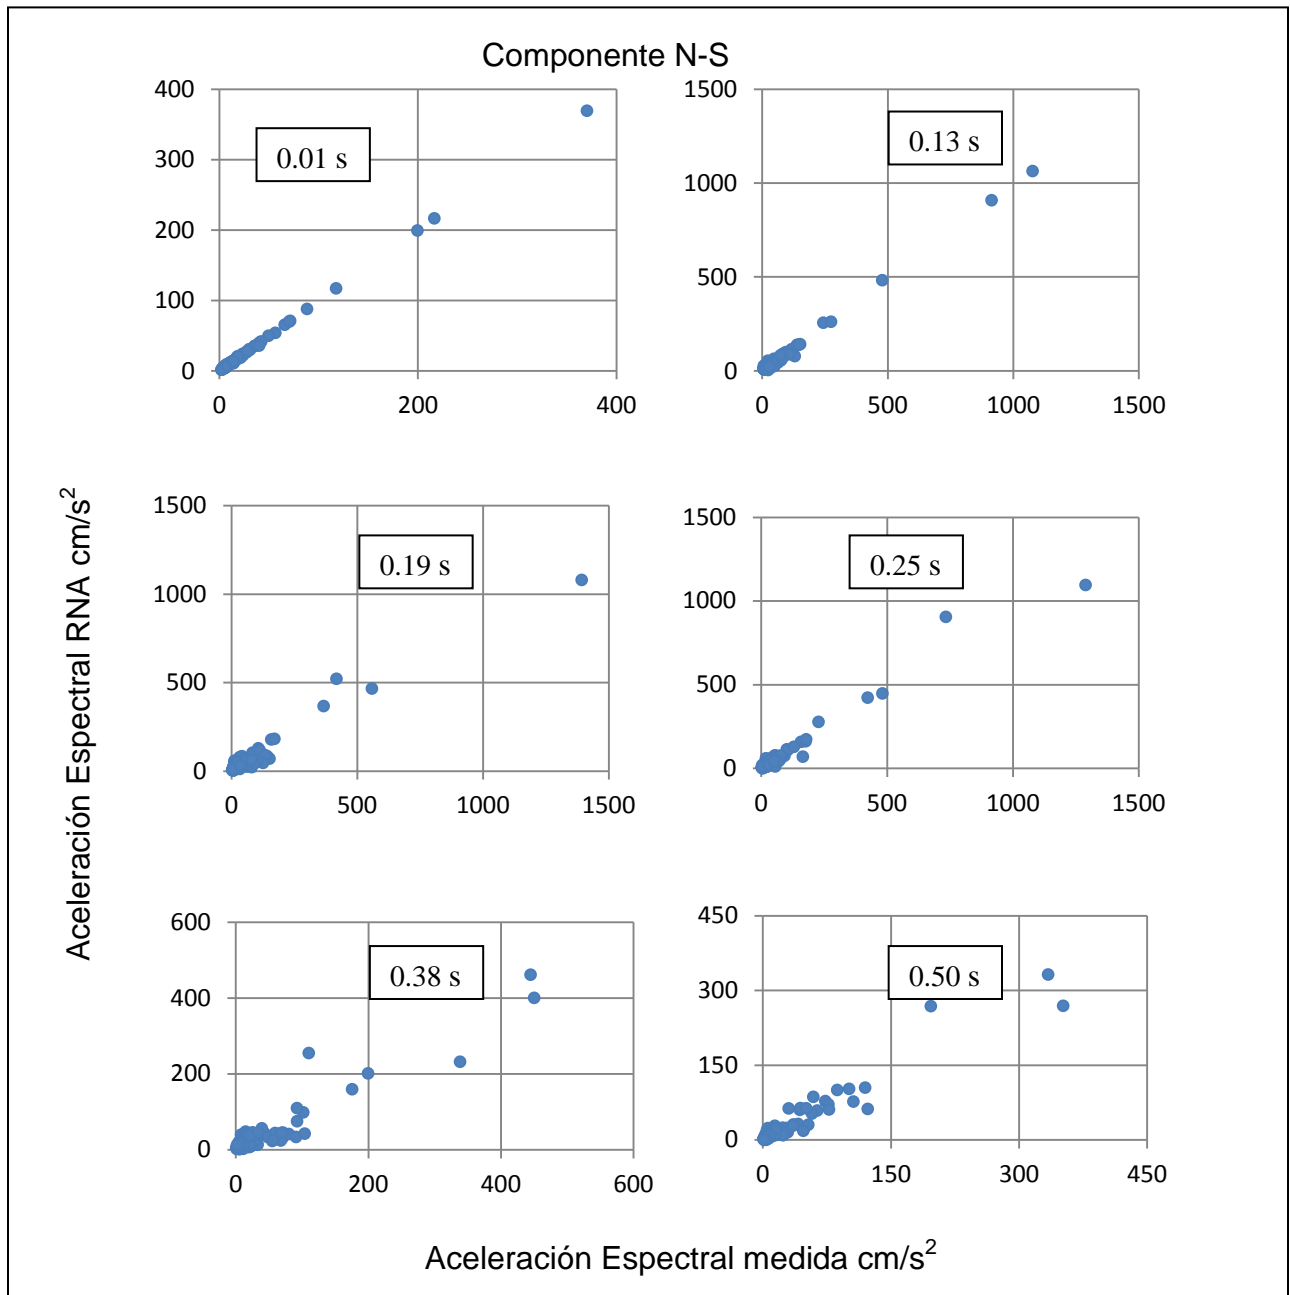 Componente N-S
400
300
200
100
0
0 200 400
0.01 s
1500
1000
500
0
0 500 1000 1500
0.13 s
Aceleración Espectral RNA cm/s²
1500
1000
500
0
0 500 1000 1500
0.19 s
1500
1000
500
0
0 500 1000 1500
0.25 s
600
400
200
0
0 200 400 600
0.38 s
450
300
150
0
0 150 300 450
0.50 s
Aceleración Espectral medida cm/s²